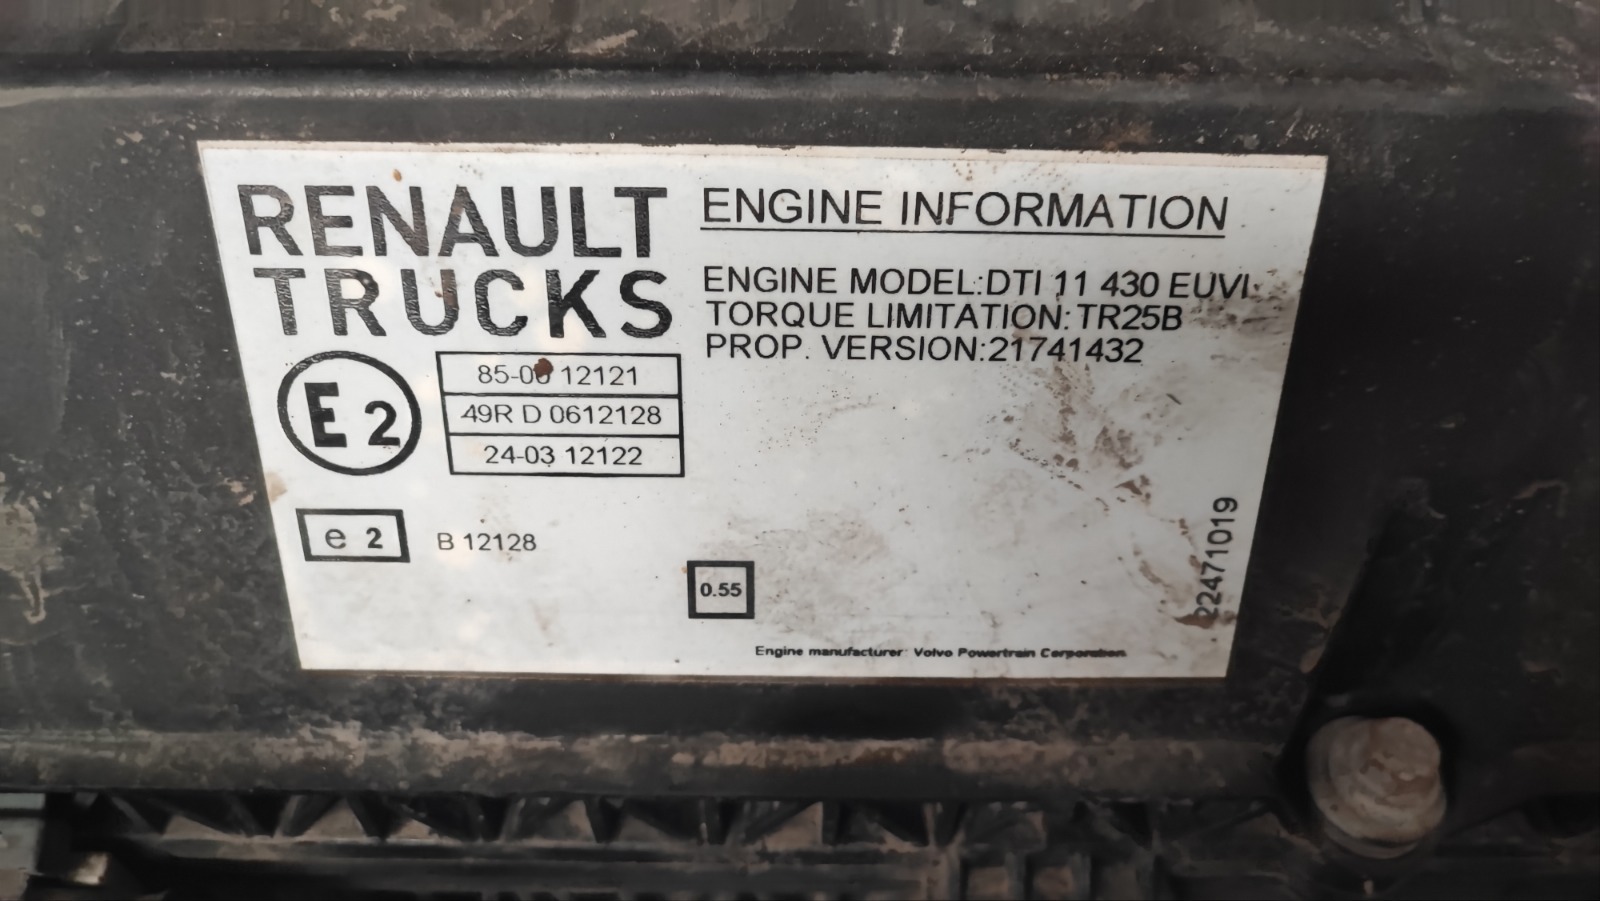 RENAULT
TRUCKS
ENGINE INFORMATION
ENGINE MODEL:DTI 11 430 EUVI
TORQUE LIMITATION:TR25B
PROP. VERSION:21741432
E2
85-00 12121
49R D 0612128
24-03 12122
e 2
B 12128
0.55
22471019
Engine manufacturer: Volvo Powertrain Corporation